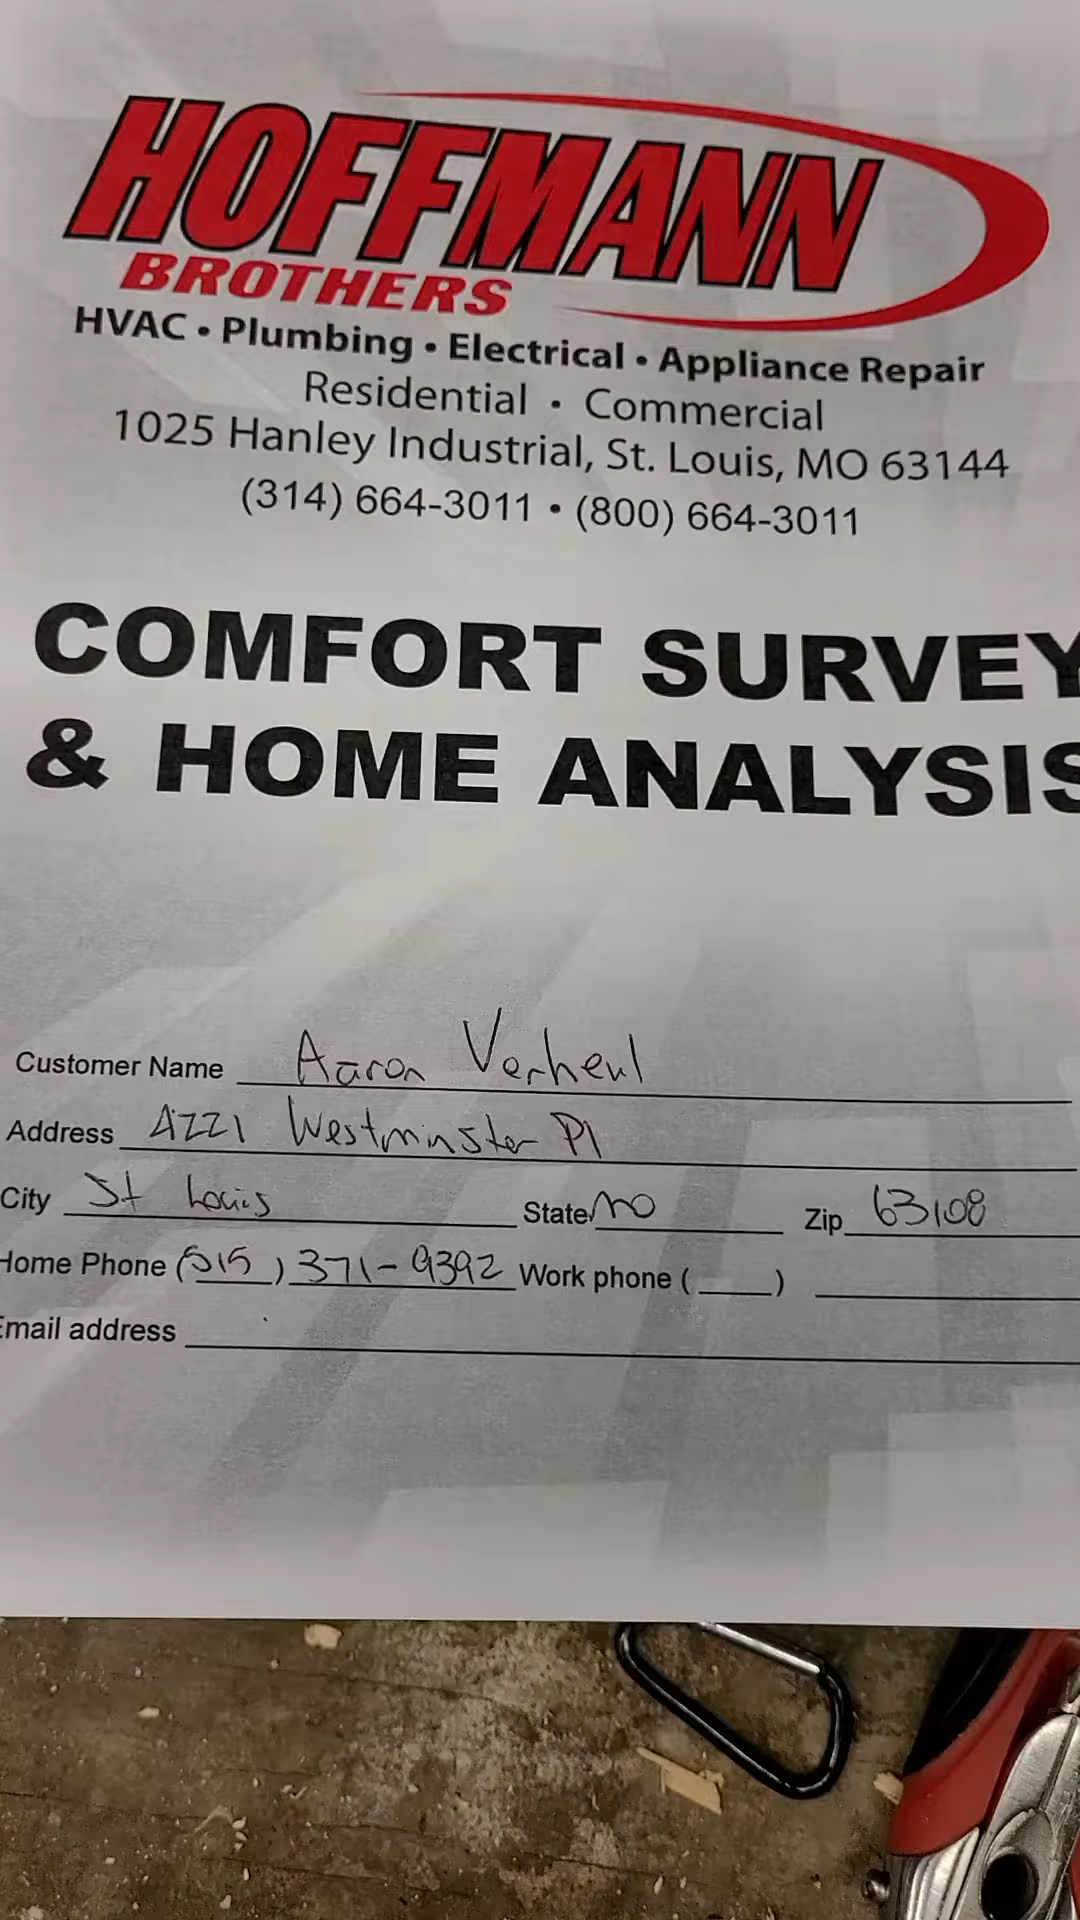 HOFFMANN
BROTHERS
HVAC • Plumbing • Electrical • Appliance Repair
Residential • Commercial
1025 Hanley Industrial, St. Louis, MO 63144
(314) 664-3011 • (800) 664-3011
COMFORT SURVEY
& HOME ANALYSIS
Customer Name Aaron Verheul
Address 4221 Westminster Pl
City St Louis State MO Zip 63108
Home Phone (515) 371-9392 Work phone ( )
Email address